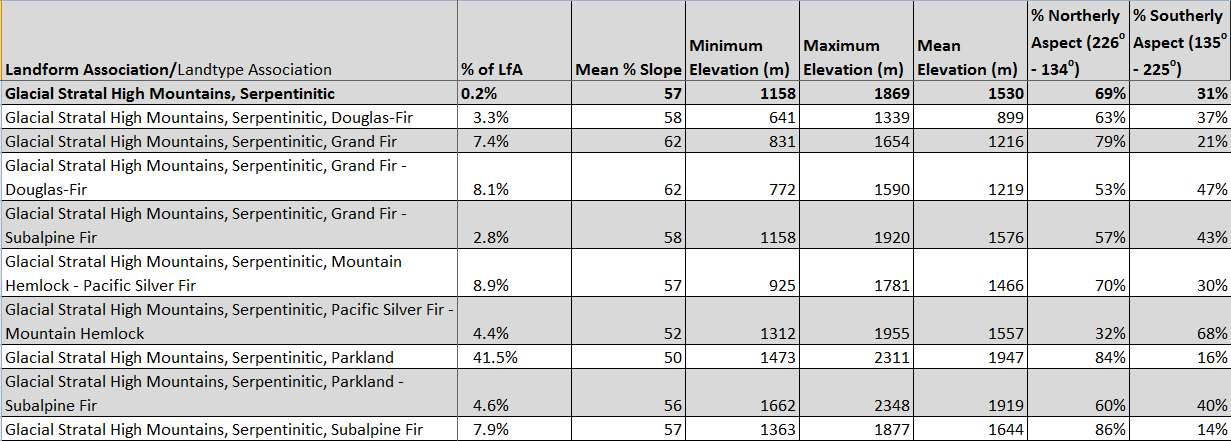 Landform Association/Landtype Association % of LfA Mean % Slope Minimum Elevation (m) Maximum Elevation (m) Mean Elevation (m) % Northerly Aspect (226° - 134°) % Southerly Aspect (135° - 225°)
Glacial Stratal High Mountains, Serpentinitic 0.2% 57 1158 1869 1530 69% 31%
Glacial Stratal High Mountains, Serpentinitic, Douglas-Fir 3.3% 58 641 1339 899 63% 37%
Glacial Stratal High Mountains, Serpentinitic, Grand Fir 7.4% 62 831 1654 1216 79% 21%
Glacial Stratal High Mountains, Serpentinitic, Grand Fir -
Douglas-Fir 8.1% 62 772 1590 1219 53% 47%
Glacial Stratal High Mountains, Serpentinitic, Grand Fir -
Subalpine Fir 2.8% 58 1158 1920 1576 57% 43%
Glacial Stratal High Mountains, Serpentinitic, Mountain
Hemlock - Pacific Silver Fir 8.9% 57 925 1781 1466 70% 30%
Glacial Stratal High Mountains, Serpentinitic, Pacific Silver Fir -
Mountain Hemlock 4.4% 52 1312 1955 1557 32% 68%
Glacial Stratal High Mountains, Serpentinitic, Parkland 41.5% 50 1473 2311 1947 84% 16%
Glacial Stratal High Mountains, Serpentinitic, Parkland -
Subalpine Fir 4.6% 56 1662 2348 1919 60% 40%
Glacial Stratal High Mountains, Serpentinitic, Subalpine Fir 7.9% 57 1363 1877 1644 86% 14%